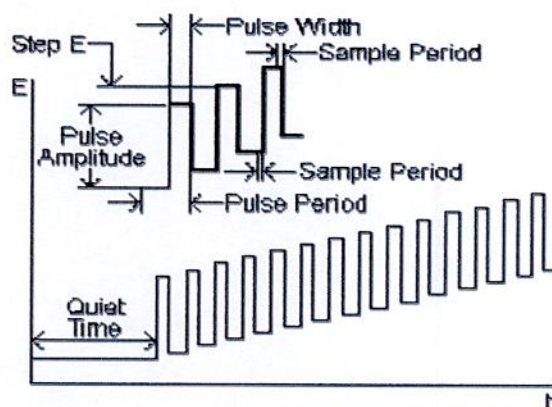 Pulse Width
Step E
Sample Period
E
Pulse
Amplitude
Sample Period
Pulse Period
Quiet
Time